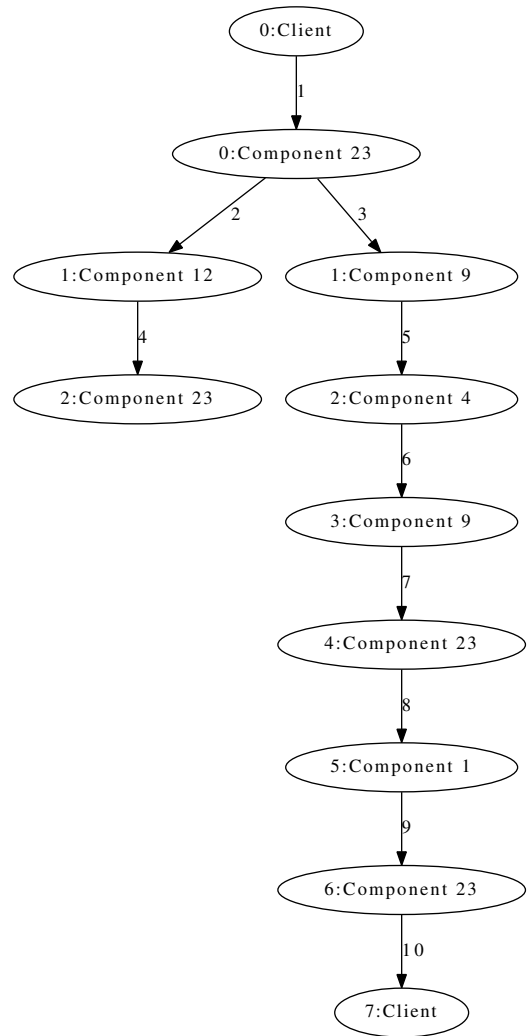 0:Client
1
0:Component 23
2
3
1:Component 12
1:Component 9
4
5
2:Component 23
2:Component 4
6
3:Component 9
7
4:Component 23
8
5:Component 1
9
6:Component 23
10
7:Client